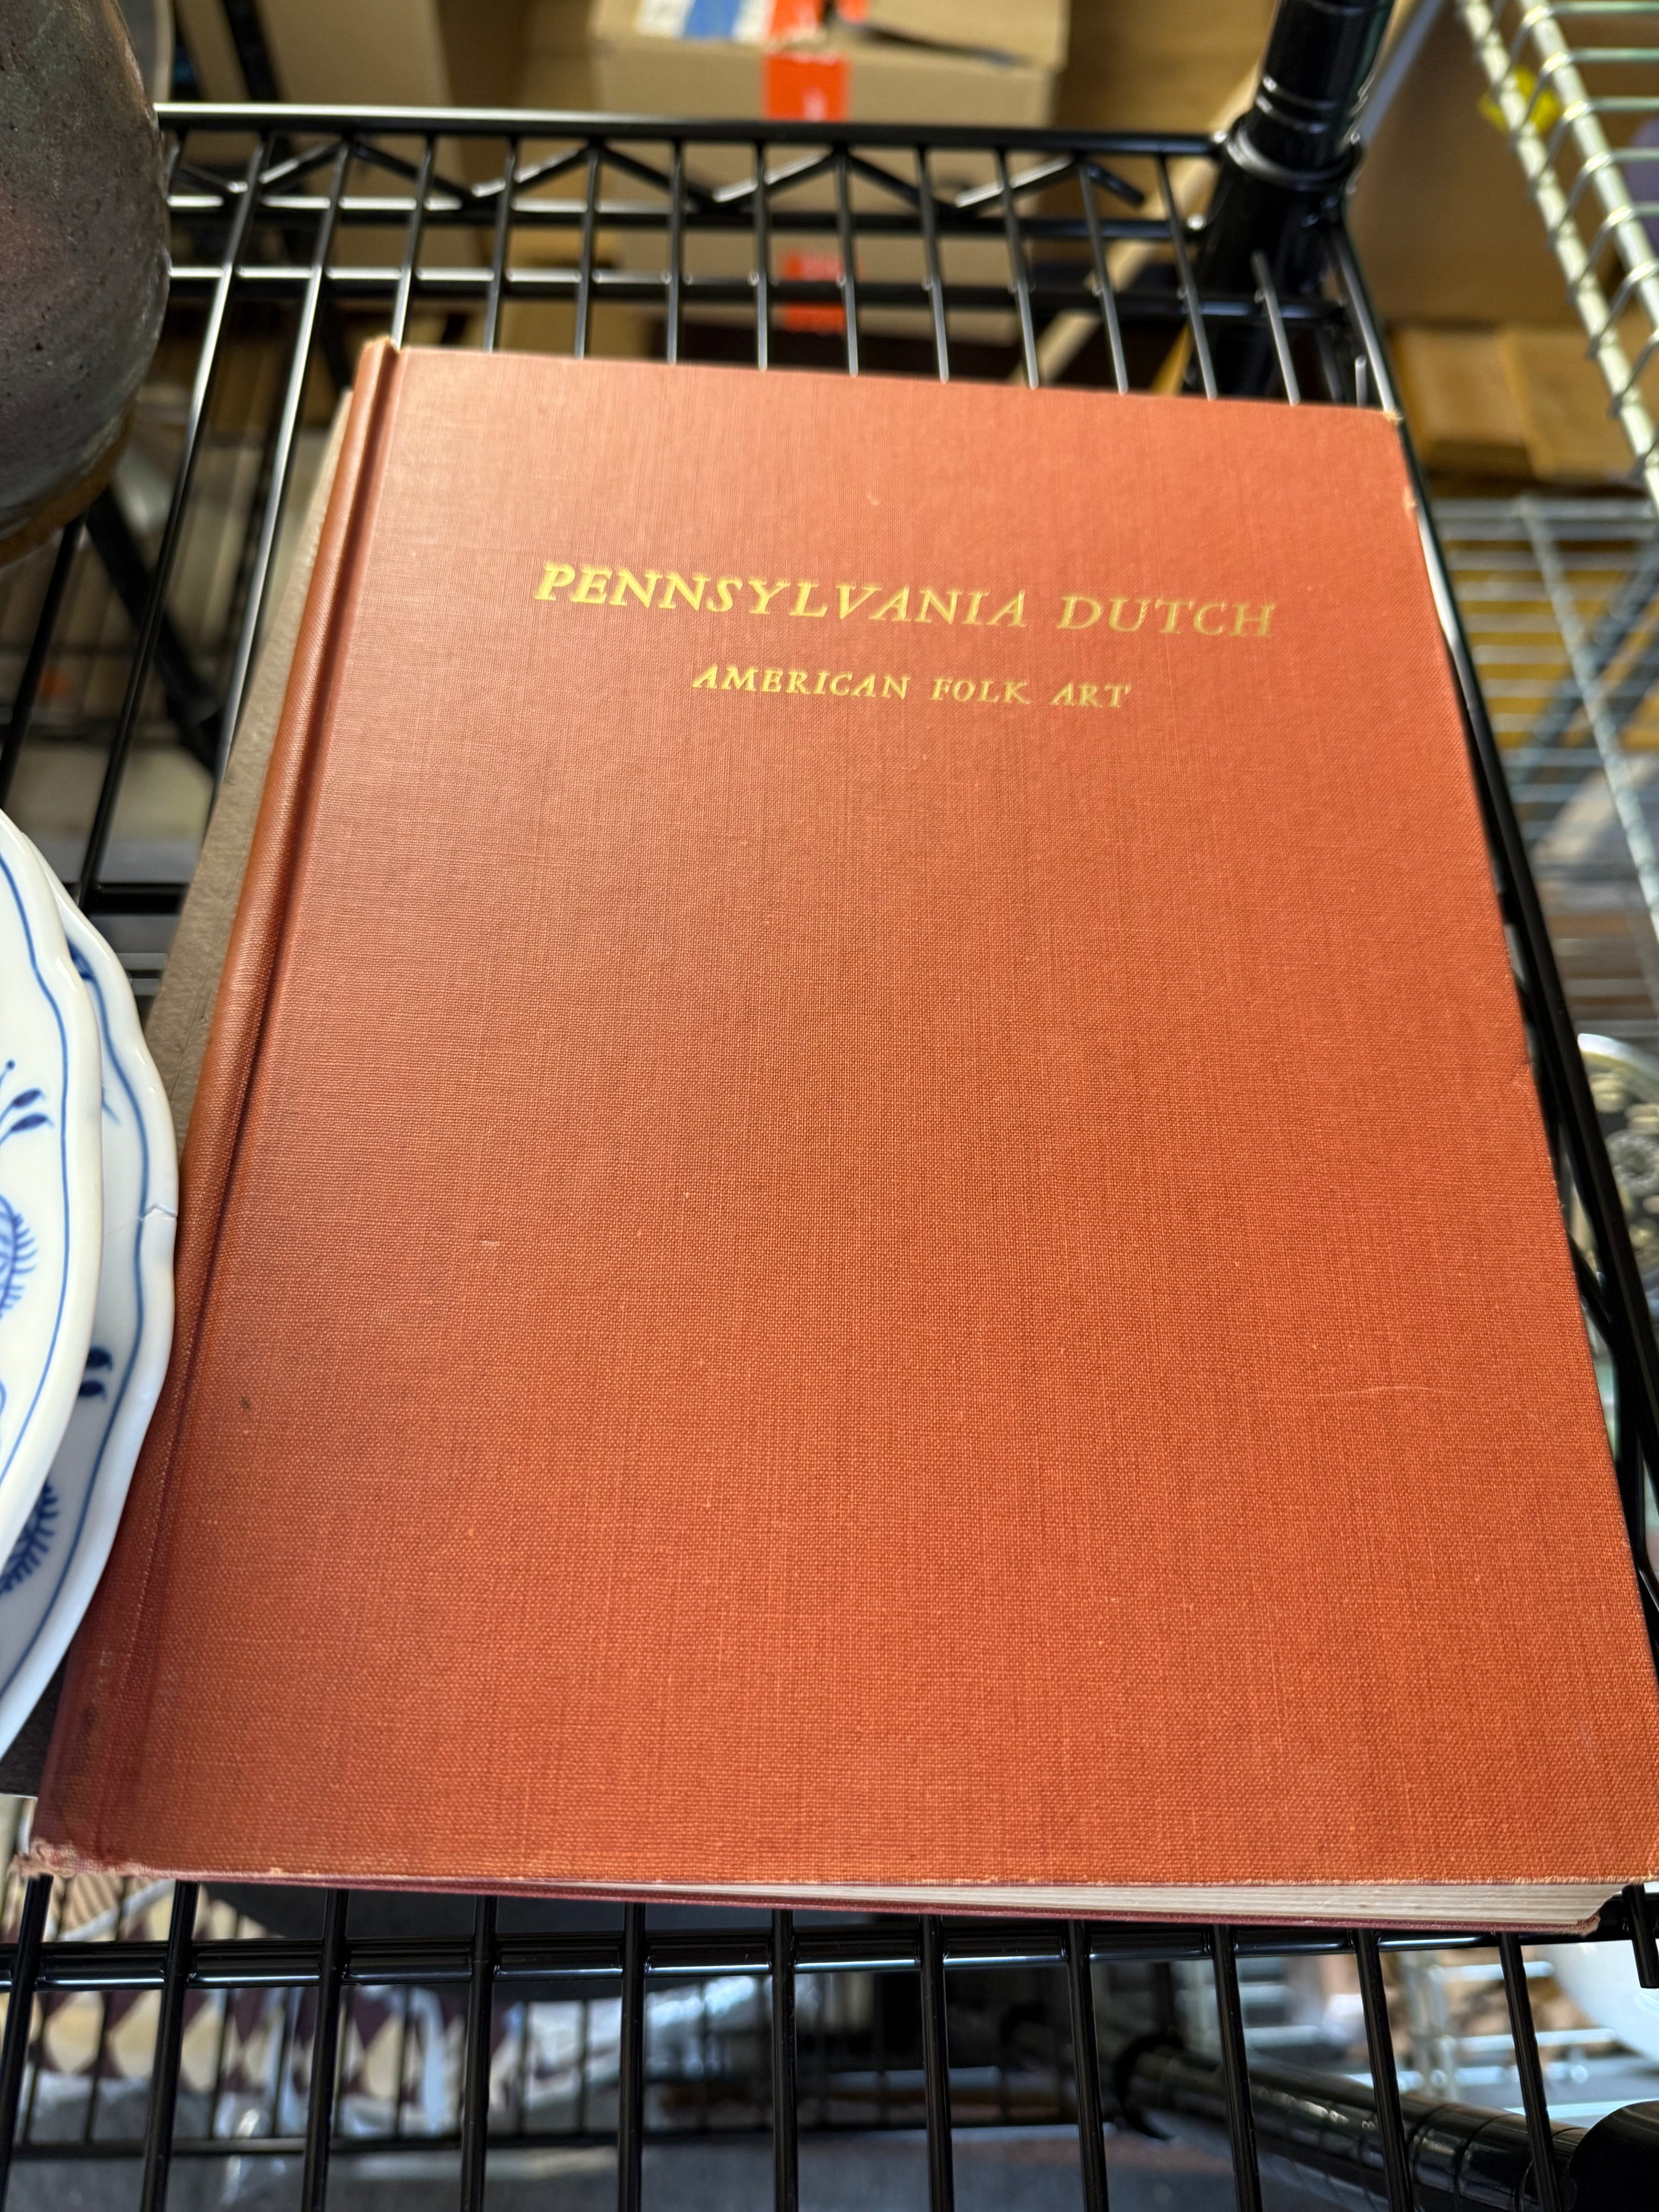 PENNSYLVANIA DUTCH
AMERICAN FOLK ART